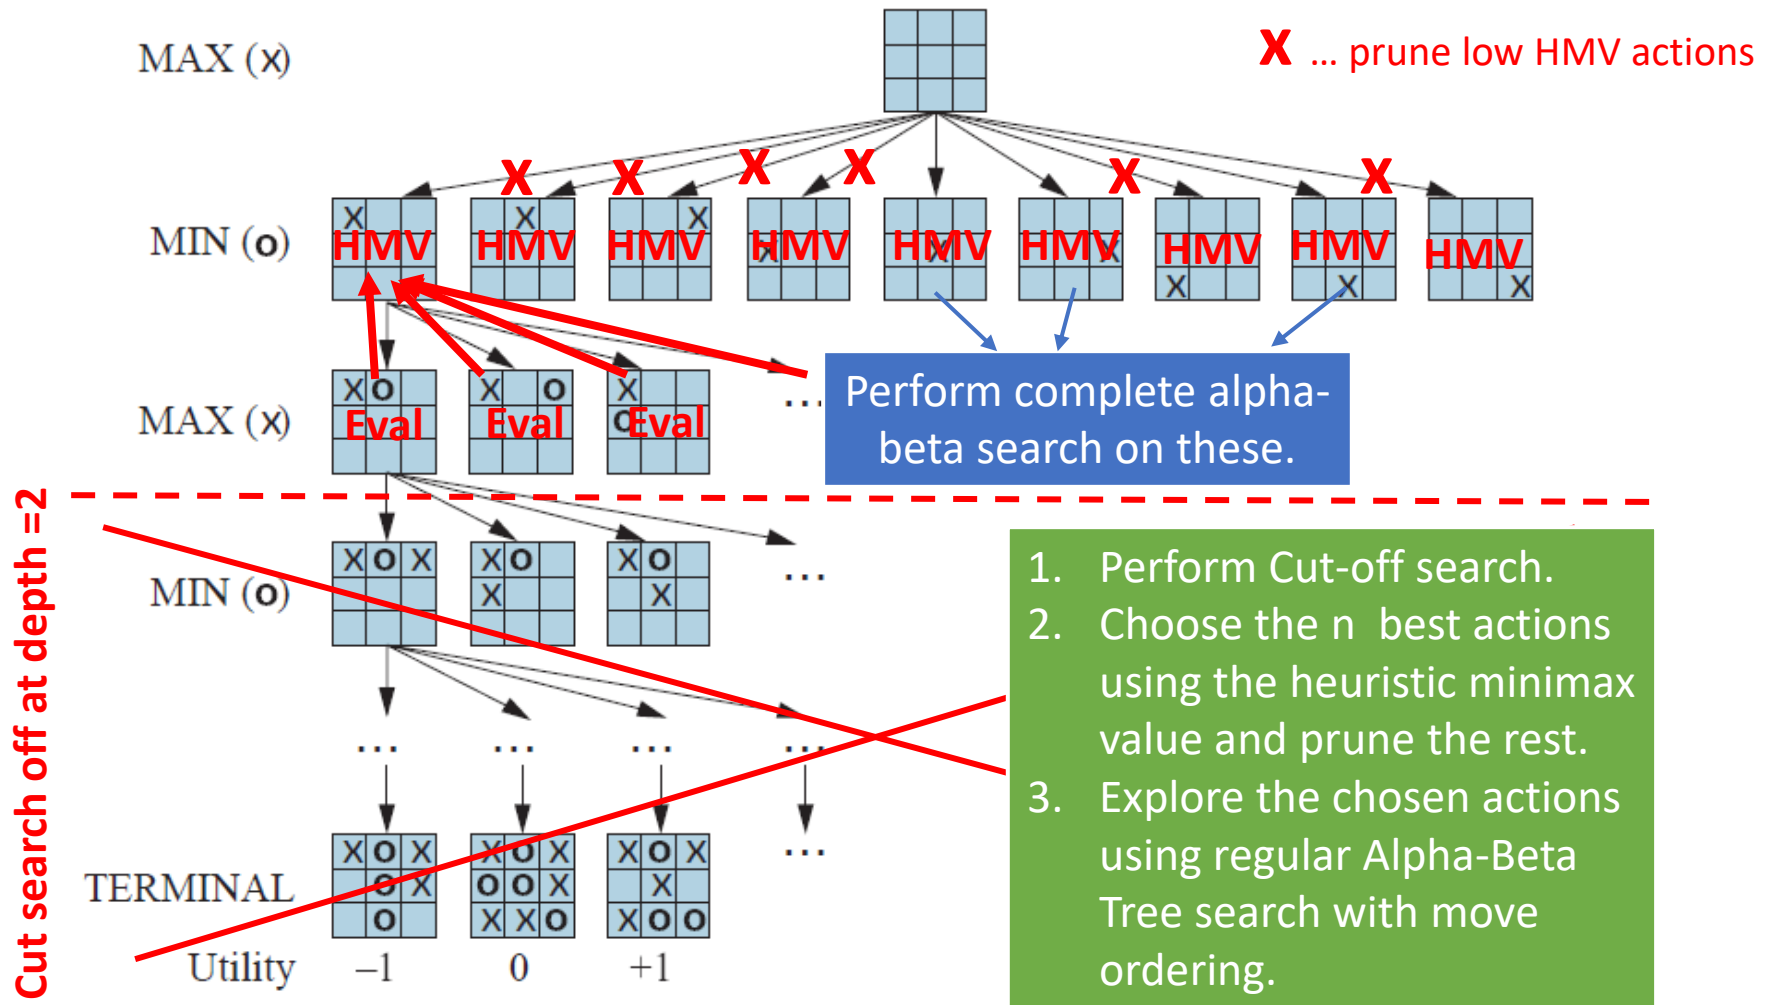 MAX (x)
X ... prune low HMV actions
X X X X X X
X X X X X X X X X
MIN (o)
HMV HMV HMV HMV HMV HMV HMV HMV HMV
X O X O X
O
MAX (x)
Eval Eval Eval
...
Perform complete alpha-
beta search on these.
Cut search off at depth =2
X O X X O X O
MIN (o)
X X
...
... ... ... ...
X O X X O X X O X
TERMINAL
O X O O X X
O X X O X O O
...
Utility –1 0 +1
1. Perform Cut-off search.
2. Choose the n best actions
using the heuristic minimax
value and prune the rest.
3. Explore the chosen actions
using regular Alpha-Beta
Tree search with move
ordering.